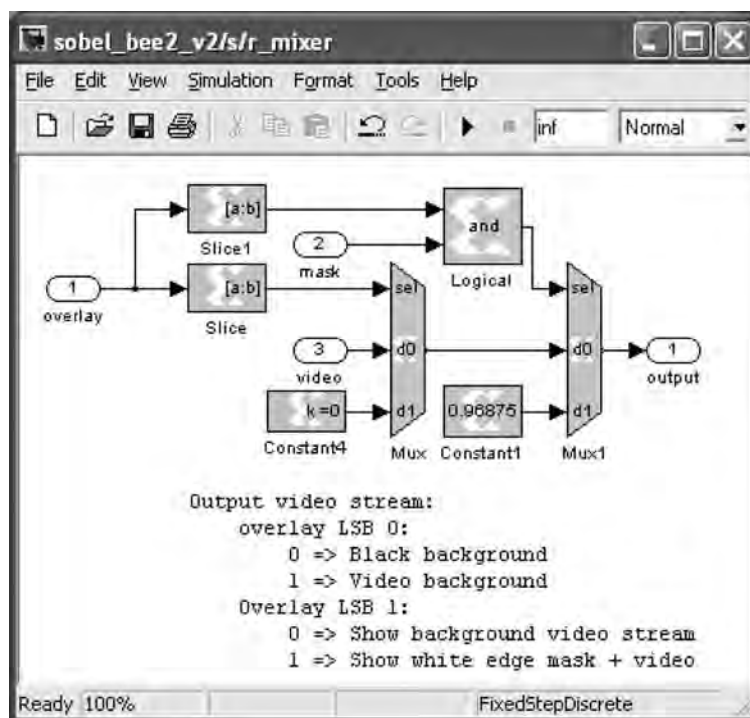 sobel_bee2_v2/s/r_mixer
File Edit View Simulation Format Tools Help
inf Normal
[a:b]
Slice1
and
Logical
2
mask
1
overlay
[a:b]
Slice
sel
sel
3
video
d0
d0
1
output
k =0
Constant4
d1
Mux
0.96875
Constant1
d1
Mux1
Output video stream:
overlay LSB 0:
0 => Black background
1 => Video background
Overlay LSB 1:
0 => Show background video stream
1 => Show white edge mask + video
Ready 100% FixedStepDiscrete